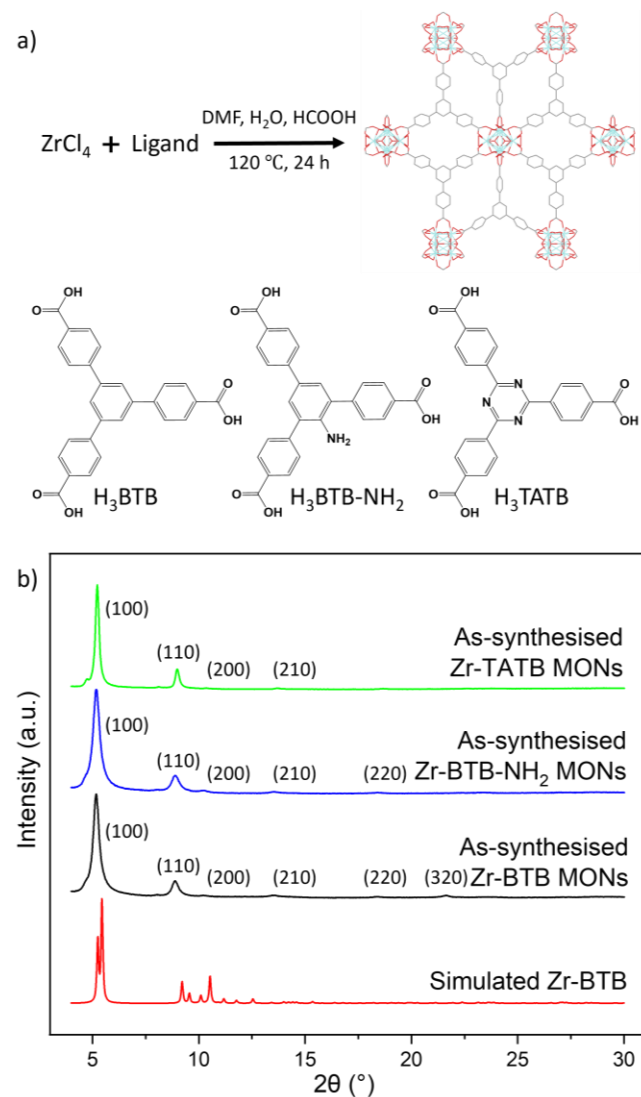 a)
DMF, H₂O, HCOOH
ZrCl₄ + Ligand
120 °C, 24 h
OH
O
O
OH
O
OH
H₃BTB
OH
O
O
OH
NH₂
O
OH
H₃BTB-NH₂
OH
O
N
N
N
O
OH
O
OH
H₃TATB
b)
(100)
(110)
(200)
(210)
As-synthesised
Zr-TATB MONs
(100)
(110)
(200)
(210)
(220)
As-synthesised
Zr-BTB-NH₂ MONs
(100)
(110)
(200)
(210)
(220)
(320)
As-synthesised
Zr-BTB MONs
Simulated Zr-BTB
Intensity (a.u.)
5
10
15
20
25
30
2θ (°)